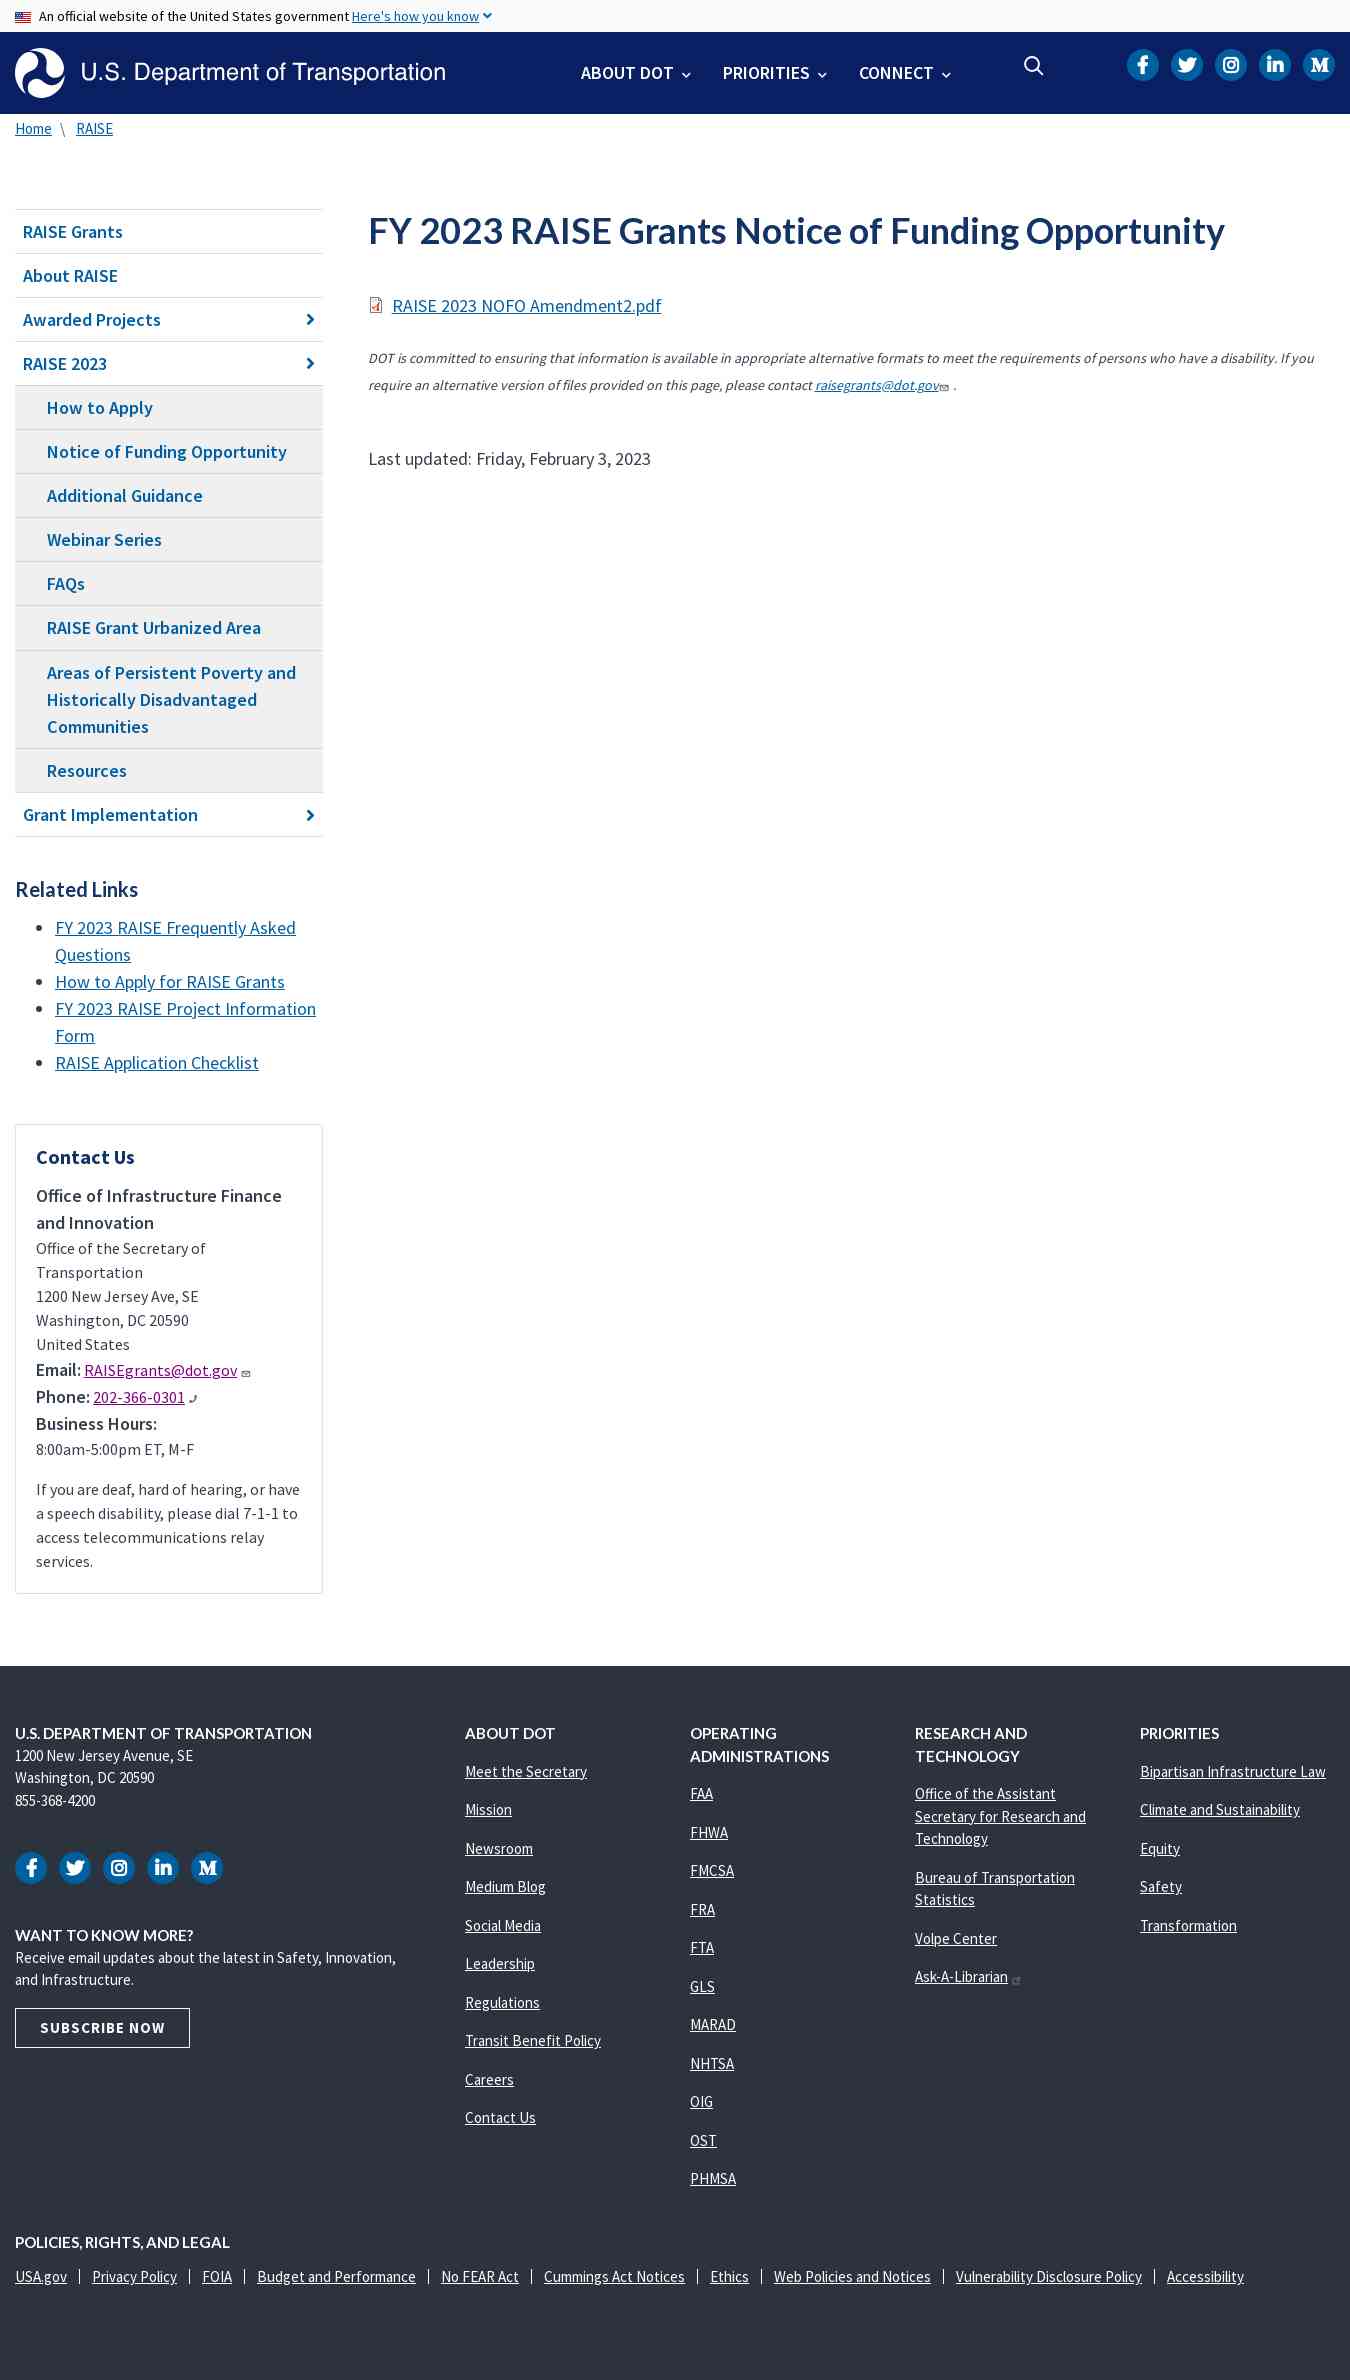 An official website of the United States government Here's how you know
U.S. Department of Transportation
ABOUT DOT
PRIORITIES
CONNECT
Home \ RAISE
RAISE Grants
About RAISE
Awarded Projects
RAISE 2023
How to Apply
Notice of Funding Opportunity
Additional Guidance
Webinar Series
FAQs
RAISE Grant Urbanized Area
Areas of Persistent Poverty and
Historically Disadvantaged
Communities
Resources
Grant Implementation
FY 2023 RAISE Grants Notice of Funding Opportunity
RAISE 2023 NOFO Amendment2.pdf
DOT is committed to ensuring that information is available in appropriate alternative formats to meet the requirements of persons who have a disability. If you
require an alternative version of files provided on this page, please contact raisegrants@dot.gov .
Last updated: Friday, February 3, 2023
Related Links
FY 2023 RAISE Frequently Asked
Questions
How to Apply for RAISE Grants
FY 2023 RAISE Project Information
Form
RAISE Application Checklist
Contact Us
Office of Infrastructure Finance
and Innovation
Office of the Secretary of
Transportation
1200 New Jersey Ave, SE
Washington, DC 20590
United States
Email: RAISEgrants@dot.gov
Phone: 202-366-0301
Business Hours:
8:00am-5:00pm ET, M-F
If you are deaf, hard of hearing, or have
a speech disability, please dial 7-1-1 to
access telecommunications relay
services.
U.S. DEPARTMENT OF TRANSPORTATION
1200 New Jersey Avenue, SE
Washington, DC 20590
855-368-4200
WANT TO KNOW MORE?
Receive email updates about the latest in Safety, Innovation,
and Infrastructure.
SUBSCRIBE NOW
ABOUT DOT
Meet the Secretary
Mission
Newsroom
Medium Blog
Social Media
Leadership
Regulations
Transit Benefit Policy
Careers
Contact Us
OPERATING
ADMINISTRATIONS
FAA
FHWA
FMCSA
FRA
FTA
GLS
MARAD
NHTSA
OIG
OST
PHMSA
RESEARCH AND
TECHNOLOGY
Office of the Assistant
Secretary for Research and
Technology
Bureau of Transportation
Statistics
Volpe Center
Ask-A-Librarian
PRIORITIES
Bipartisan Infrastructure Law
Climate and Sustainability
Equity
Safety
Transformation
POLICIES, RIGHTS, AND LEGAL
USA.gov | Privacy Policy | FOIA | Budget and Performance | No FEAR Act | Cummings Act Notices | Ethics | Web Policies and Notices | Vulnerability Disclosure Policy | Accessibility